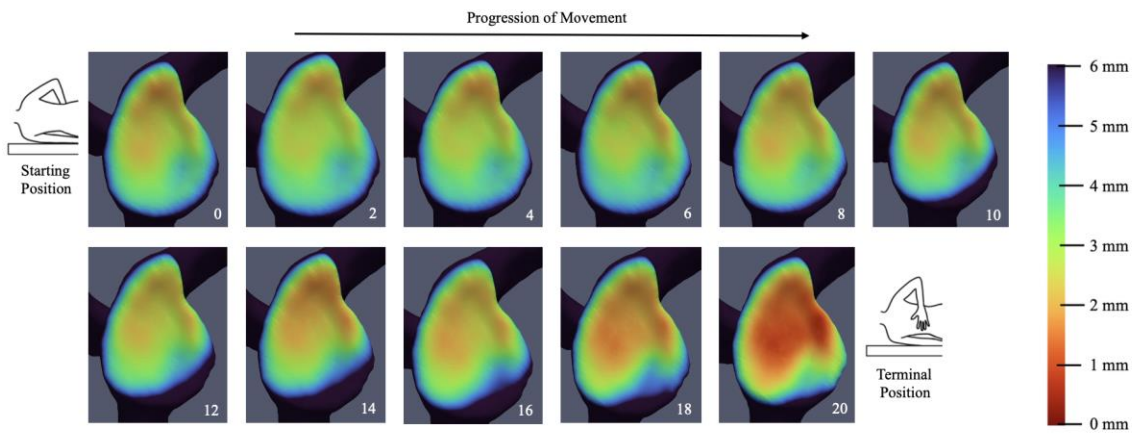 Progression of Movement
Starting
Position
0
2
4
6
8
10
12
14
16
18
20
Terminal
Position
6 mm
5 mm
4 mm
3 mm
2 mm
1 mm
0 mm